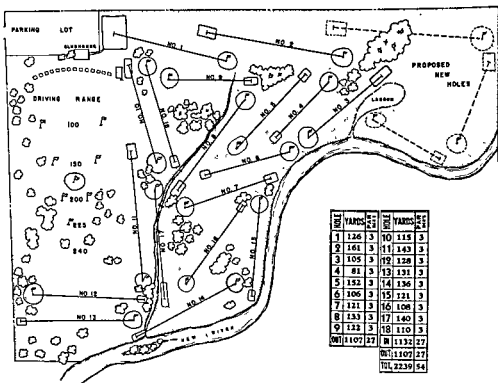 PARKING LOT
CLUBHOUSE
DRIVING RANGE
100
150
200
225
240
NO. 1
NO. 2
NO. 3
NO. 4
NO. 5
NO. 6
NO. 7
NO. 8
NO. 9
NO. 10
NO. 11
NO. 12
NO. 13
NO. 14
NO. 15
NO. 16
NO. 17
NO. 18
LAGOON
PROPOSED
NEW
HOLES
NEW RIVER
HOLE YARDS PAR HOLE YARDS PAR
1 126 3 10 115 3
2 161 3 11 143 3
3 105 3 12 128 3
4 81 3 13 131 3
5 152 3 14 136 3
6 106 3 15 121 3
7 121 3 16 108 3
8 133 3 17 140 3
9 122 3 18 110 3
OUT 1107 27 IN 1132 27
OUT 1107 27
TOT. 2239 54